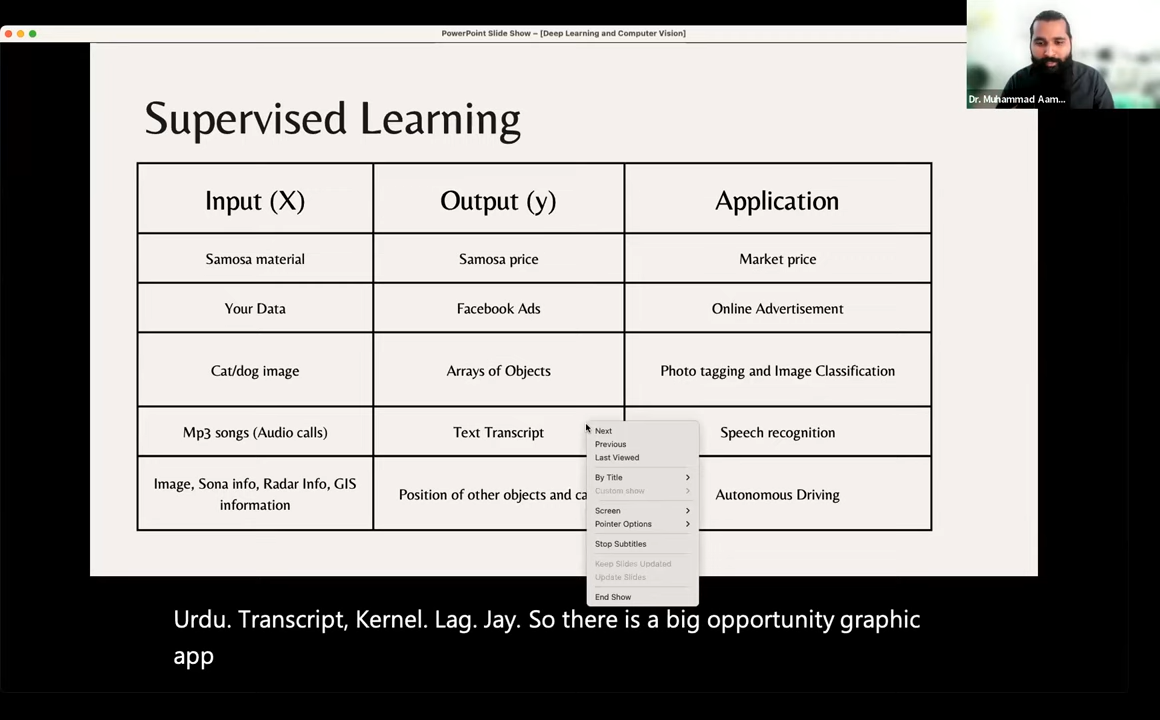 PowerPoint Slide Show – [Deep Learning and Computer Vision]
Dr. Muhammad Aam...
Supervised Learning
Input (X) Output (y) Application
Samosa material Samosa price Market price
Your Data Facebook Ads Online Advertisement
Cat/dog image Arrays of Objects Photo tagging and Image Classification
Mp3 songs (Audio calls) Text Transcript Speech recognition
Image, Sona info, Radar Info, GIS
information
Position of other objects and ca
Autonomous Driving
Next
Previous
Last Viewed
By Title
Custom show
Screen
Pointer Options
Stop Subtitles
Keep Slides Updated
Update Slides
End Show
Urdu. Transcript, Kernel. Lag. Jay. So there is a big opportunity graphic
app